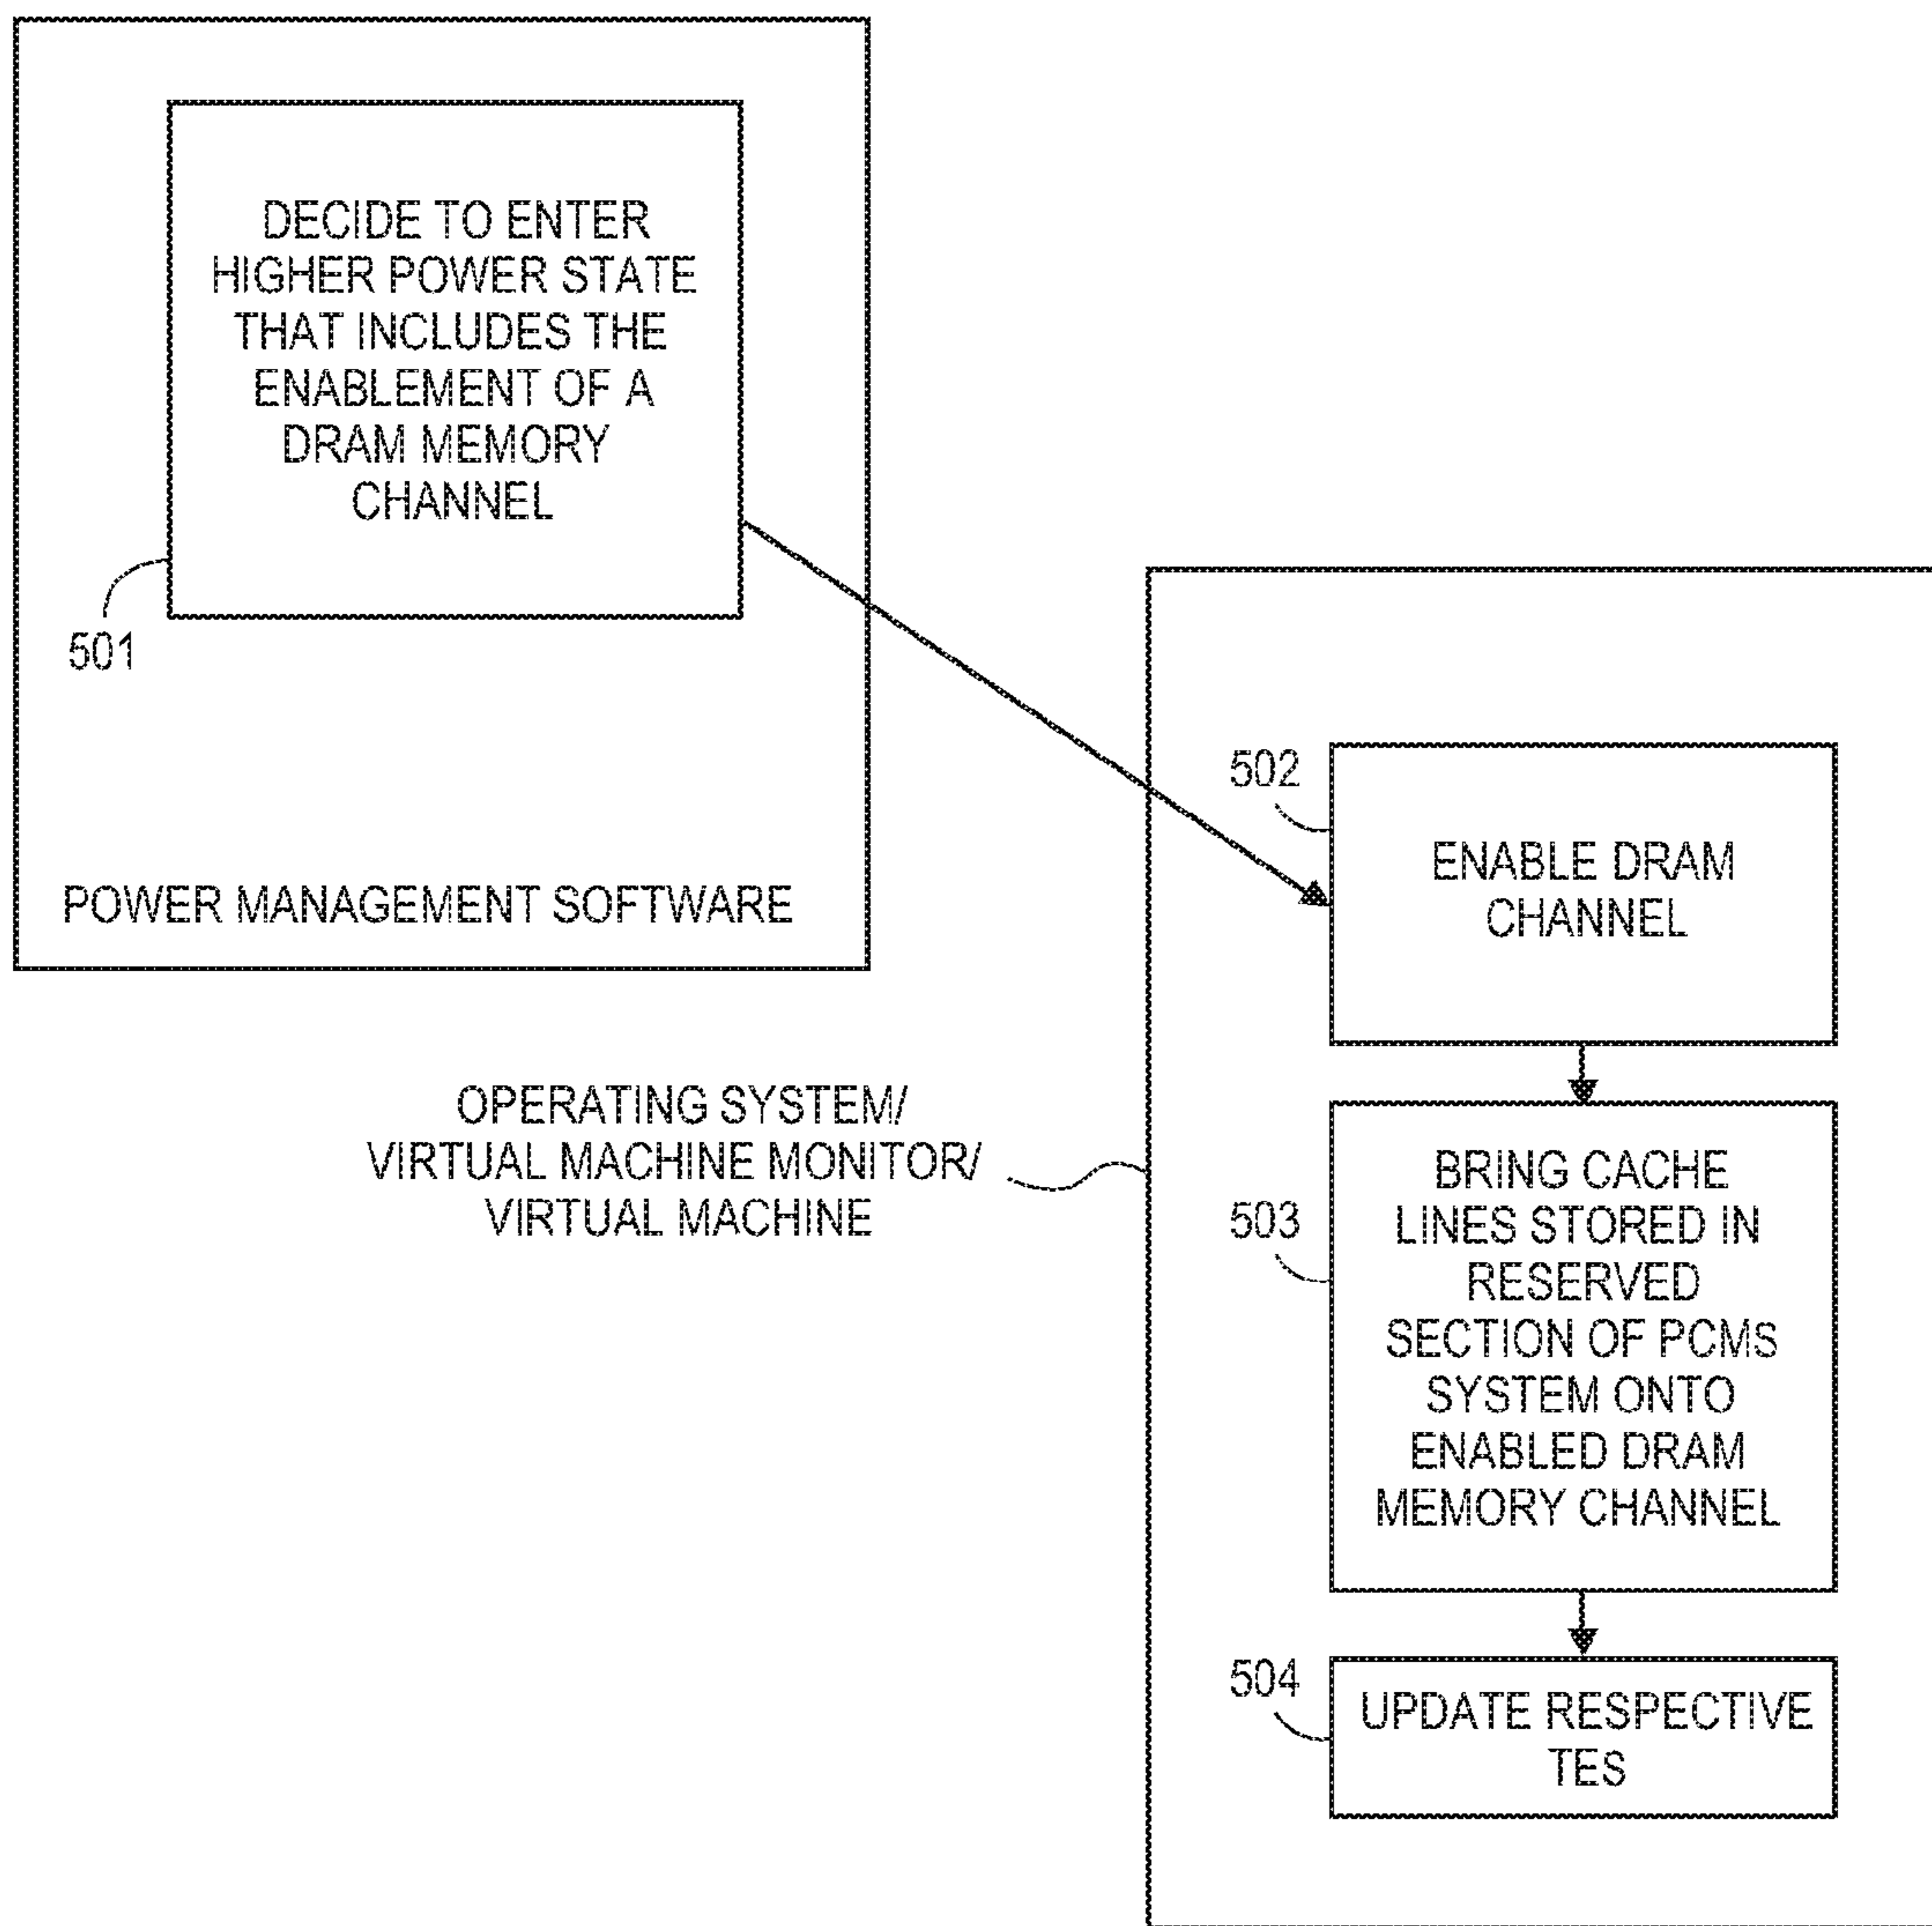 DECIDE TO ENTER
HIGHER POWER STATE
THAT INCLUDES THE
ENABLEMENT OF A
DRAM MEMORY
CHANNEL
501
POWER MANAGEMENT SOFTWARE
502
ENABLE DRAM
CHANNEL
OPERATING SYSTEM/
VIRTUAL MACHINE MONITOR/
VIRTUAL MACHINE
503
BRING CACHE
LINES STORED IN
RESERVED
SECTION OF PCMS
SYSTEM ONTO
ENABLED DRAM
MEMORY CHANNEL
504
UPDATE RESPECTIVE
TES